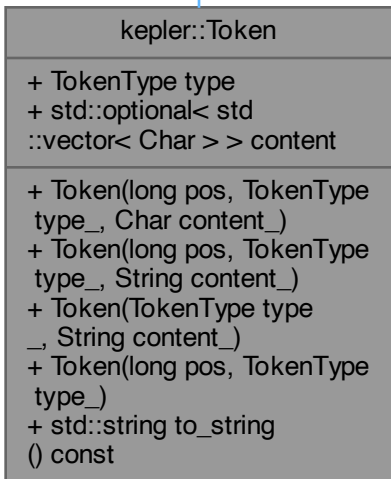 kepler::Token
+ TokenType type
+ std::optional< std
::vector< Char > > content
+ Token(long pos, TokenType
type_, Char content_)
+ Token(long pos, TokenType
type_, String content_)
+ Token(TokenType type
_, String content_)
+ Token(long pos, TokenType
type_)
+ std::string to_string
() const